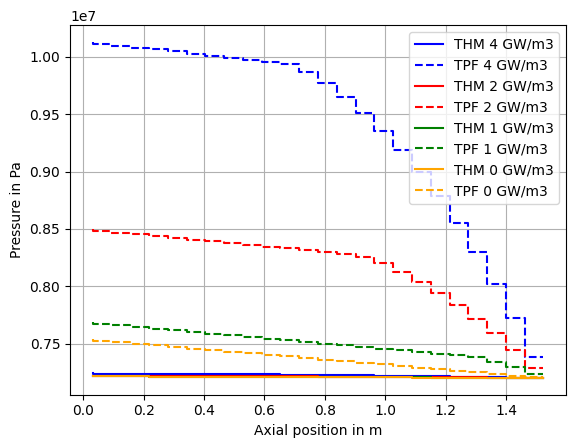 1e7
THM 4 GW/m3
TPF 4 GW/m3
THM 2 GW/m3
TPF 2 GW/m3
THM 1 GW/m3
TPF 1 GW/m3
THM 0 GW/m3
TPF 0 GW/m3
Pressure in Pa
1.00
0.95
0.90
0.85
0.80
0.75
0.0 0.2 0.4 0.6 0.8 1.0 1.2 1.4
Axial position in m